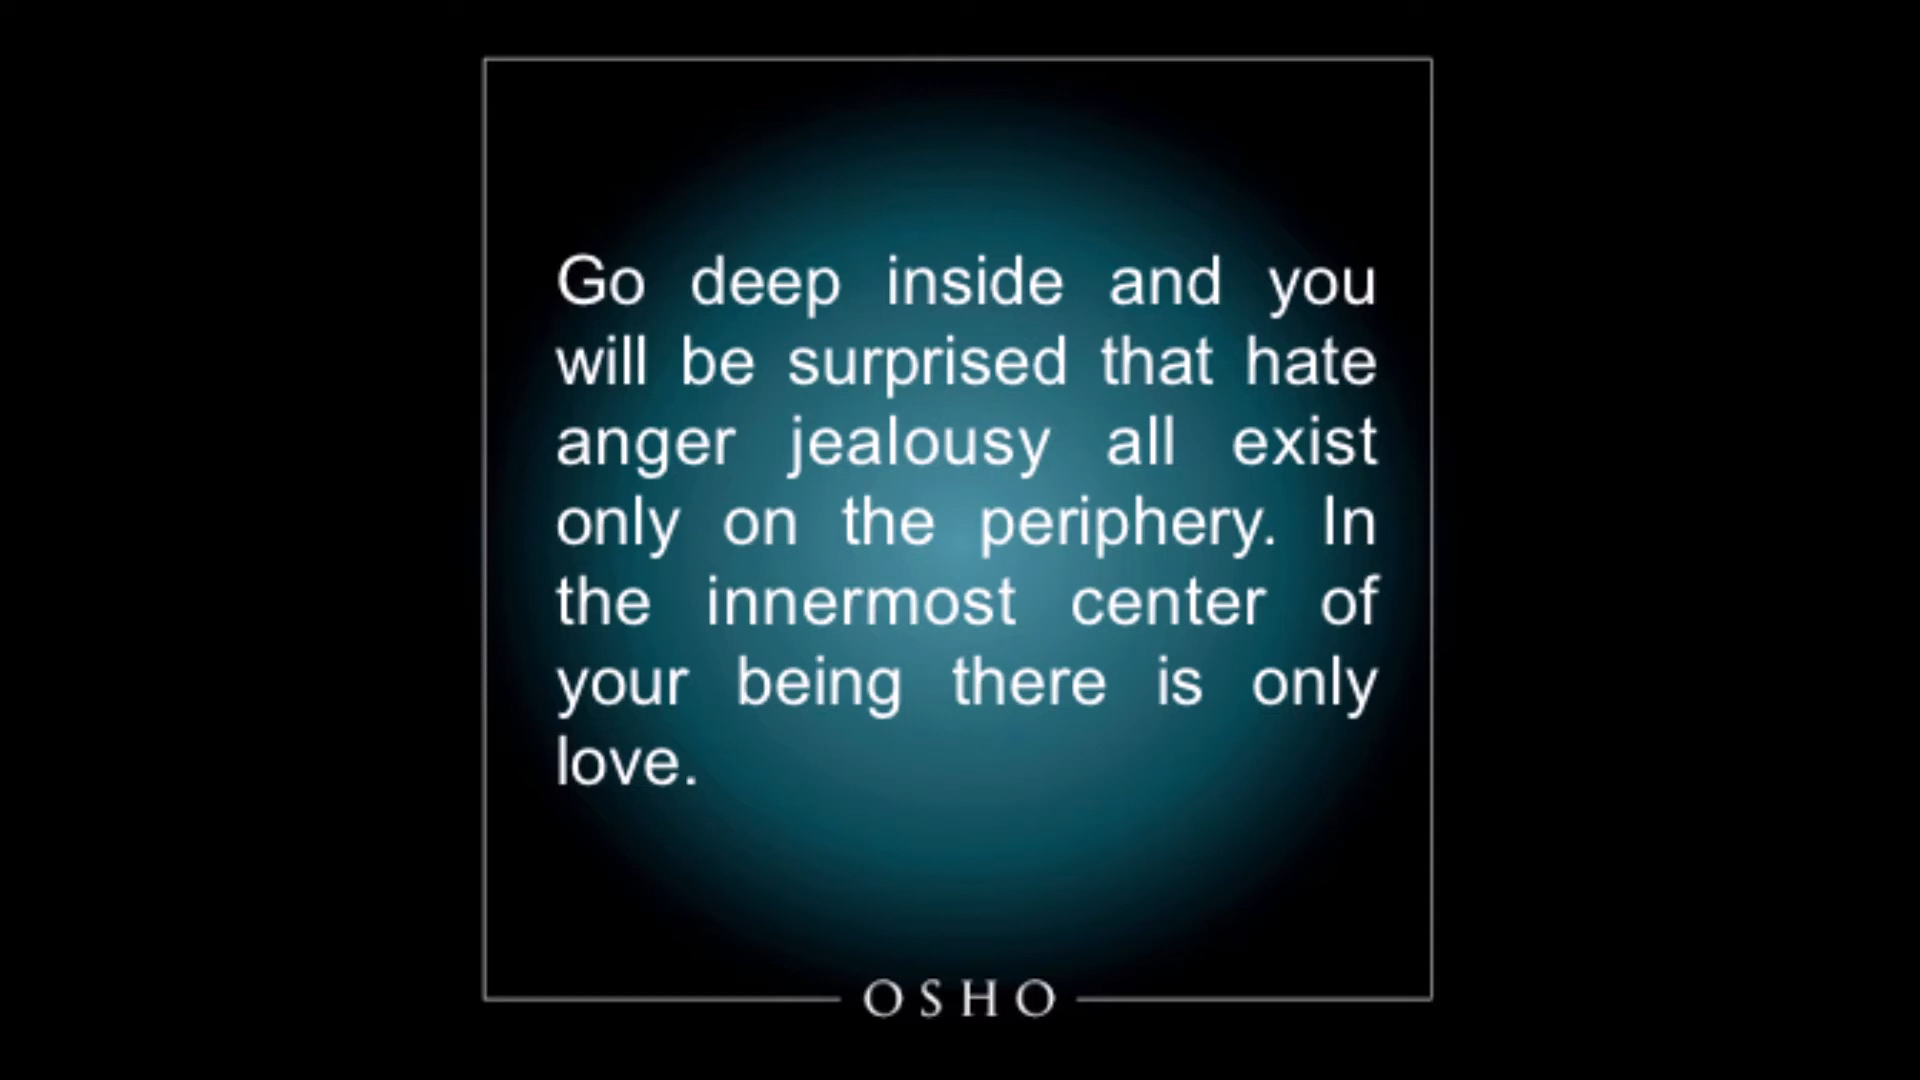 Go deep inside and you
will be surprised that hate
anger jealousy all exist
only on the periphery. In
the innermost center of
your being there is only
love.
OSHO